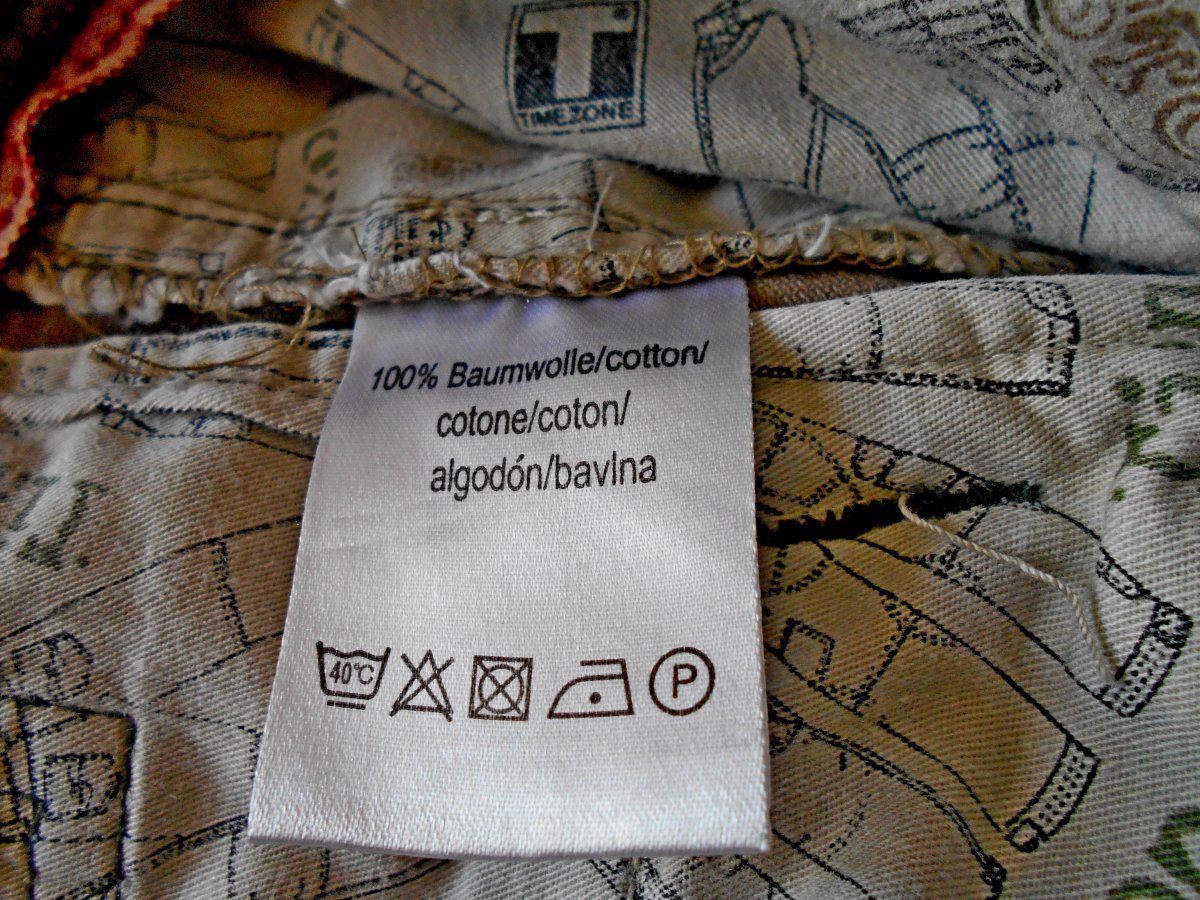 T®
TIMEZONE
100% Baumwolle/cotton/
cotone/coton/
algodón/bavlna
40°C
P